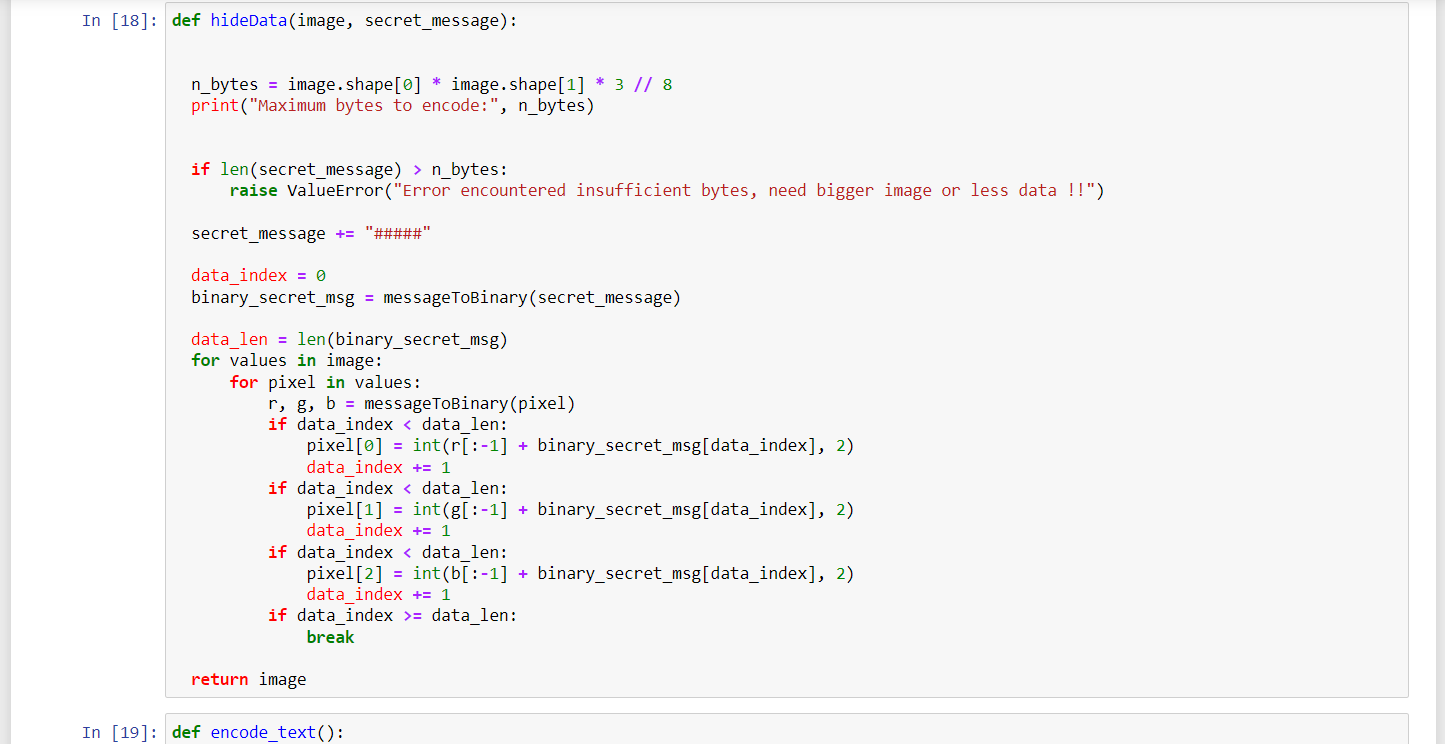 In [18]: def hideData(image, secret_message):
n_bytes = image.shape[0] * image.shape[1] * 3 // 8
print("Maximum bytes to encode:", n_bytes)
if len(secret_message) > n_bytes:
raise ValueError("Error encountered insufficient bytes, need bigger image or less data !!")
secret_message += "#####"
data_index = 0
binary_secret_msg = messageToBinary(secret_message)
data_len = len(binary_secret_msg)
for values in image:
for pixel in values:
r, g, b = messageToBinary(pixel)
if data_index < data_len:
pixel[0] = int(r[:-1] + binary_secret_msg[data_index], 2)
data_index += 1
if data_index < data_len:
pixel[1] = int(g[:-1] + binary_secret_msg[data_index], 2)
data_index += 1
if data_index < data_len:
pixel[2] = int(b[:-1] + binary_secret_msg[data_index], 2)
data_index += 1
if data_index >= data_len:
break
return image
In [19]: def encode_text():